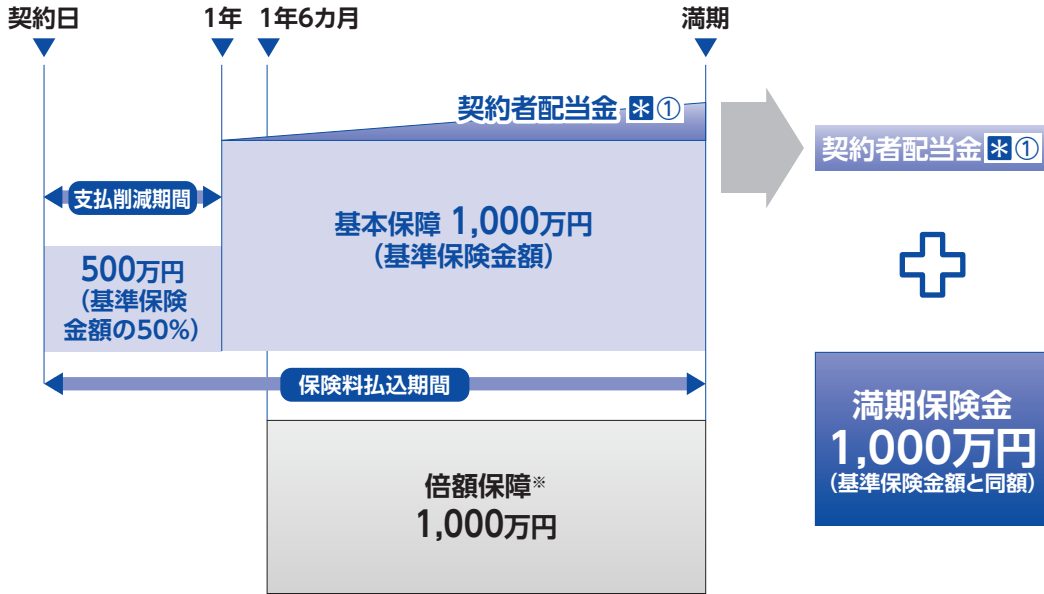 契約日
1年
1年6カ月
満期
契約者配当金 *①
支払削減期間
基本保障 1,000万円
（基準保険金額）
500万円
（基準保険
金額の50%）
保険料払込期間
倍額保障※
1,000万円
契約者配当金*①
満期保険金
1,000万円
（基準保険金額と同額）